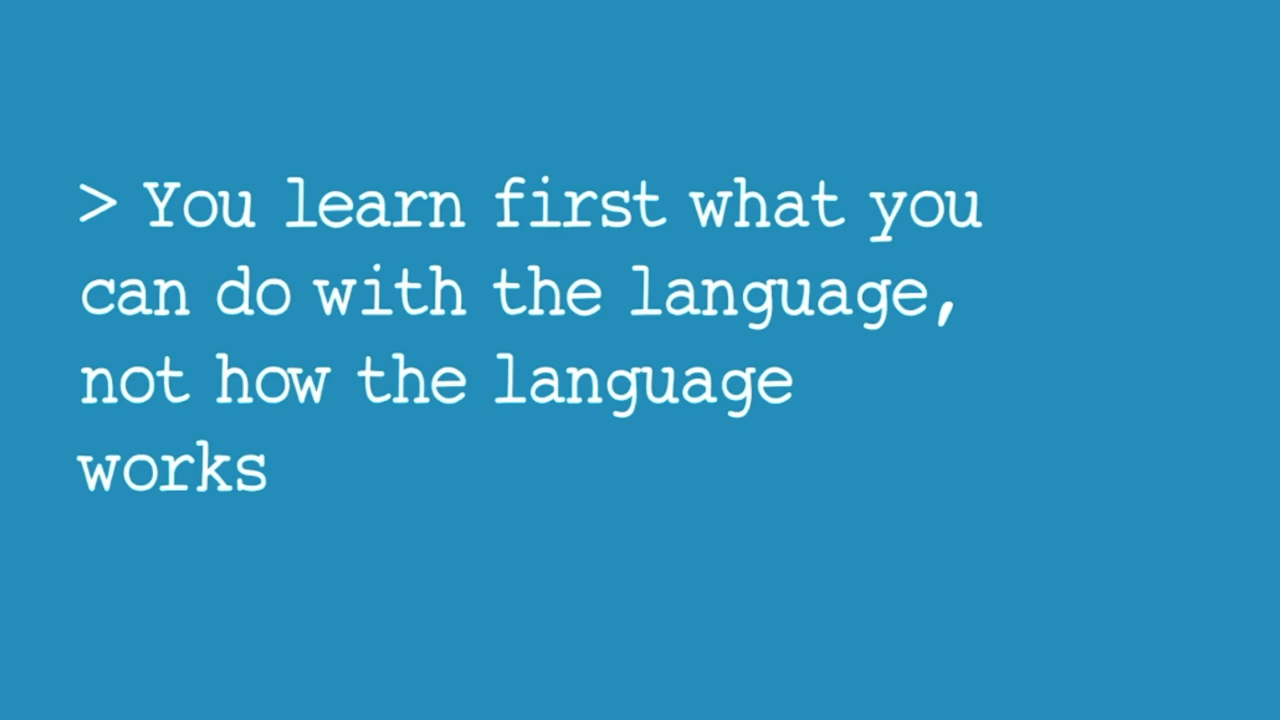 > You learn first what you
can do with the language,
not how the language
works